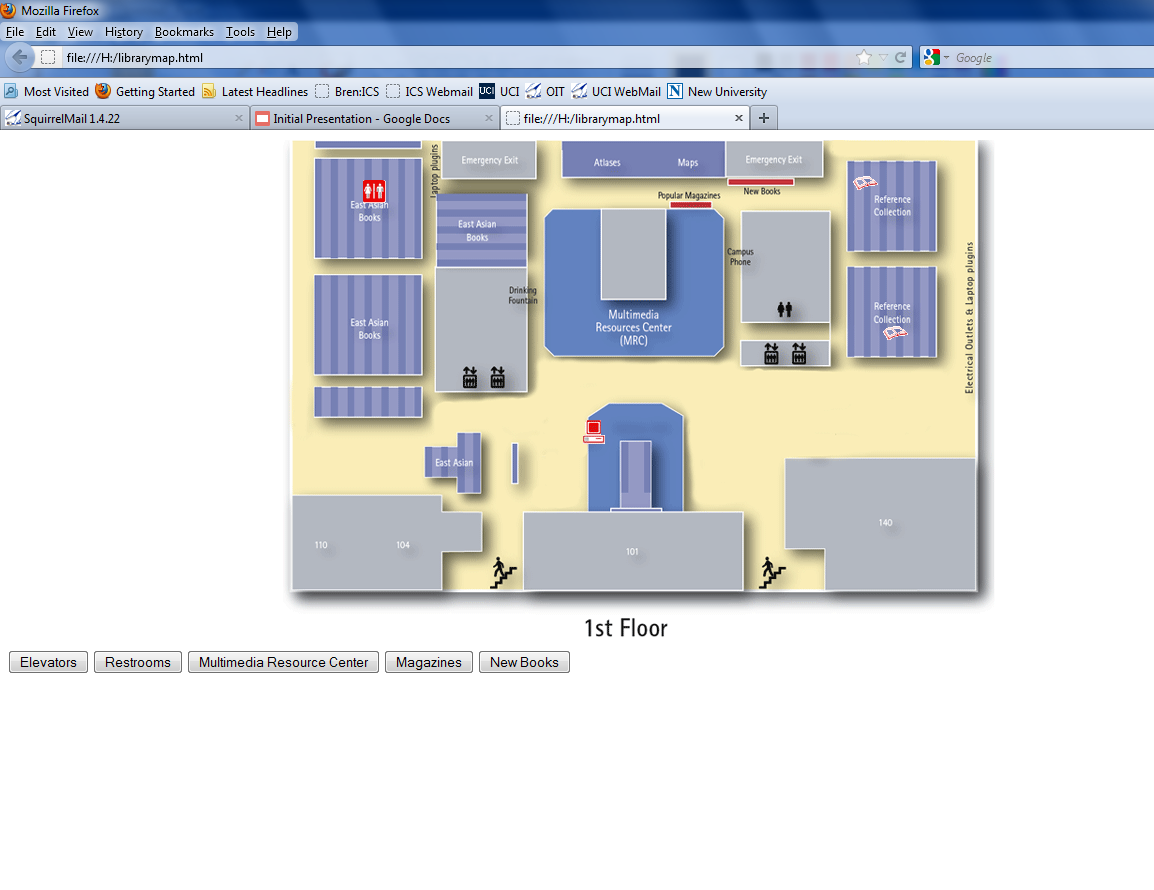 Mozilla Firefox
File Edit View History Bookmarks Tools Help
file:///H:/librarymap.html
Google
Most Visited Getting Started Latest Headlines Bren:ICS ICS Webmail UCI UCI OIT UCI WebMail N New University
SquirrelMail 1.4.22 × Initial Presentation - Google Docs × file:///H:/librarymap.html × +
Laptop plugins
Emergency Exit
Atlases
Maps
Emergency Exit
New Books
Popular Magazines
East Asian
Books
East Asian
Books
Reference
Collection
Campus
Phone
Drinking
Fountain
Electrical Outlets & Laptop plugins
East Asian
Books
Multimedia
Resources Center
(MRC)
Reference
Collection
East Asian
110
104
101
140
1st Floor
Elevators Restrooms Multimedia Resource Center Magazines New Books